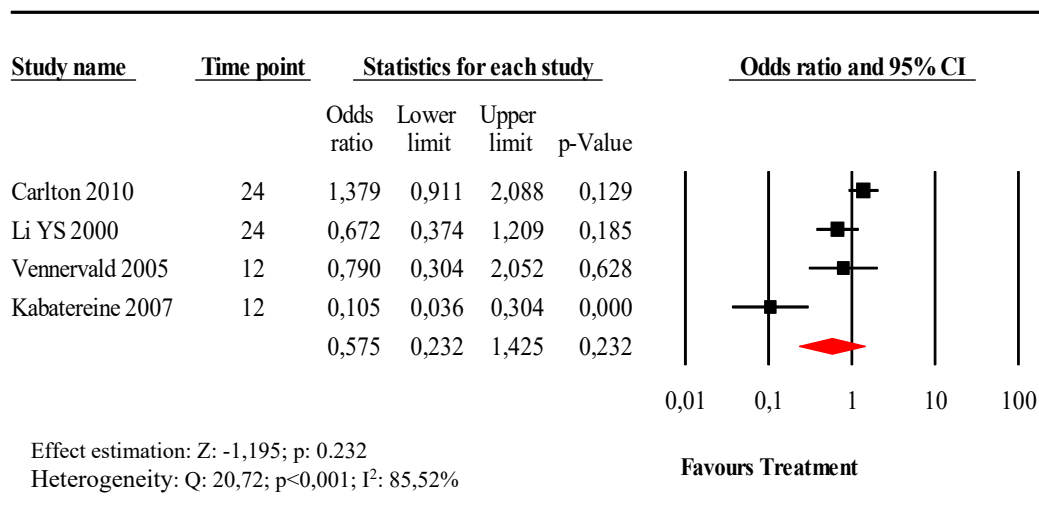 Study name Time point Statistics for each study Odds ratio and 95% CI
Odds Lower Upper
ratio limit limit p-Value
Carlton 2010 24 1,379 0,911 2,088 0,129
Li YS 2000 24 0,672 0,374 1,209 0,185
Vennervald 2005 12 0,790 0,304 2,052 0,628
Kabatereine 2007 12 0,105 0,036 0,304 0,000
0,575 0,232 1,425 0,232
0,01 0,1 1 10 100
Effect estimation: Z: -1,195; p: 0.232
Heterogeneity: Q: 20,72; p<0,001; I²: 85,52%
Favours Treatment